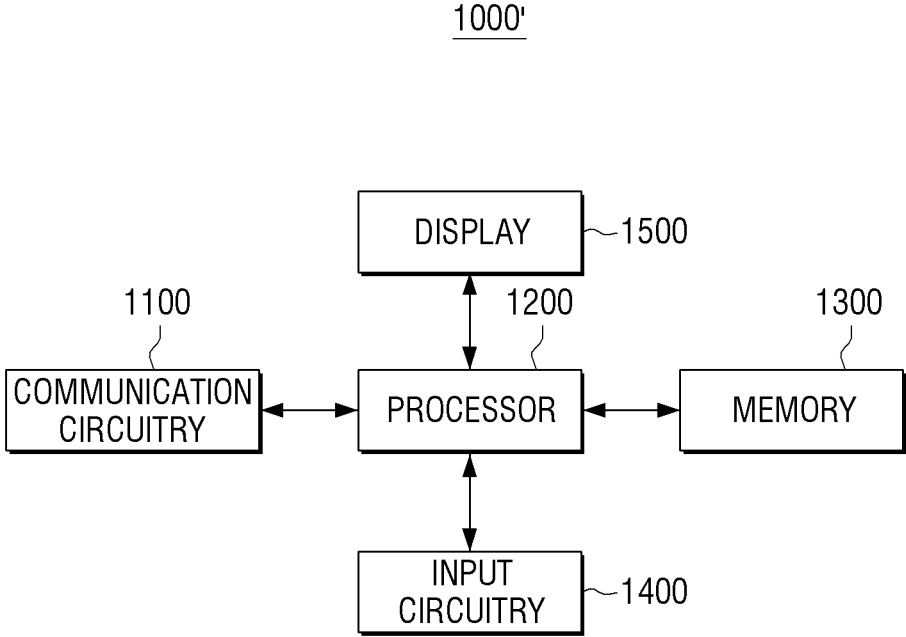 1000'
DISPLAY
1500
1100
1200
1300
COMMUNICATION
CIRCUITRY
PROCESSOR
MEMORY
INPUT
CIRCUITRY
1400